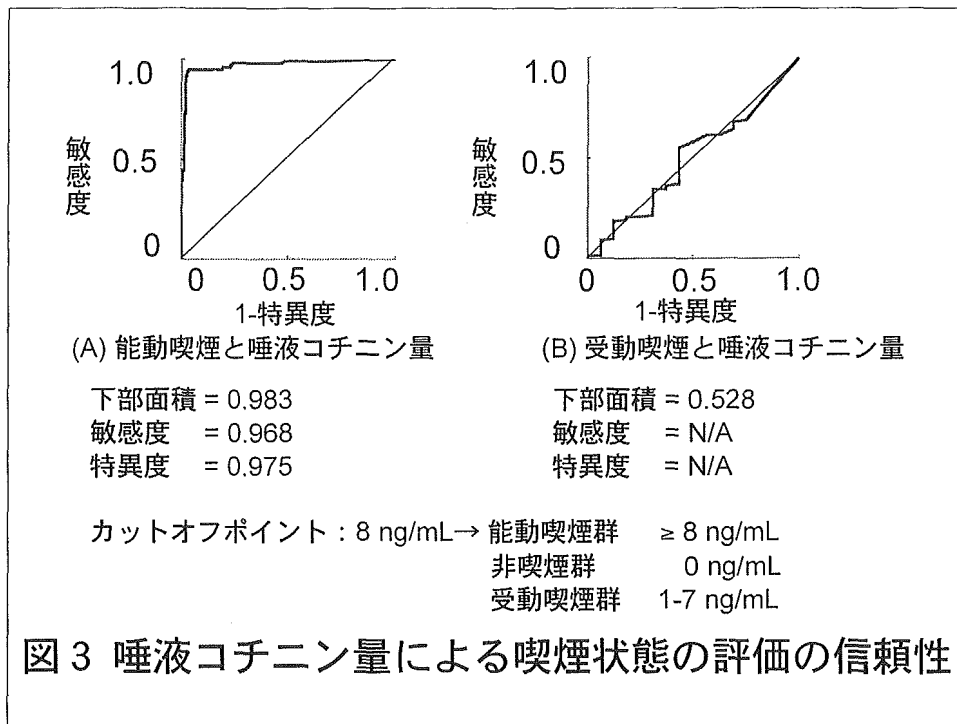 1.0
敏感度
0.5
0
0 0.5 1.0
1-特異度
(A) 能動喫煙と唾液コチニン量
下部面積 = 0.983
敏感度 = 0.968
特異度 = 0.975
1.0
敏感度
0.5
0
0 0.5 1.0
1-特異度
(B) 受動喫煙と唾液コチニン量
下部面積 = 0.528
敏感度 = N/A
特異度 = N/A
カットオフポイント：8 ng/mL→ 能動喫煙群 ≥ 8 ng/mL
非喫煙群 0 ng/mL
受動喫煙群 1-7 ng/mL
図 3 唾液コチニン量による喫煙状態の評価の信頼性